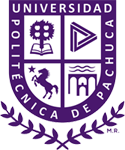 UNIVERSIDAD
POLITÉCNICA DE PACHUCA
M.R.